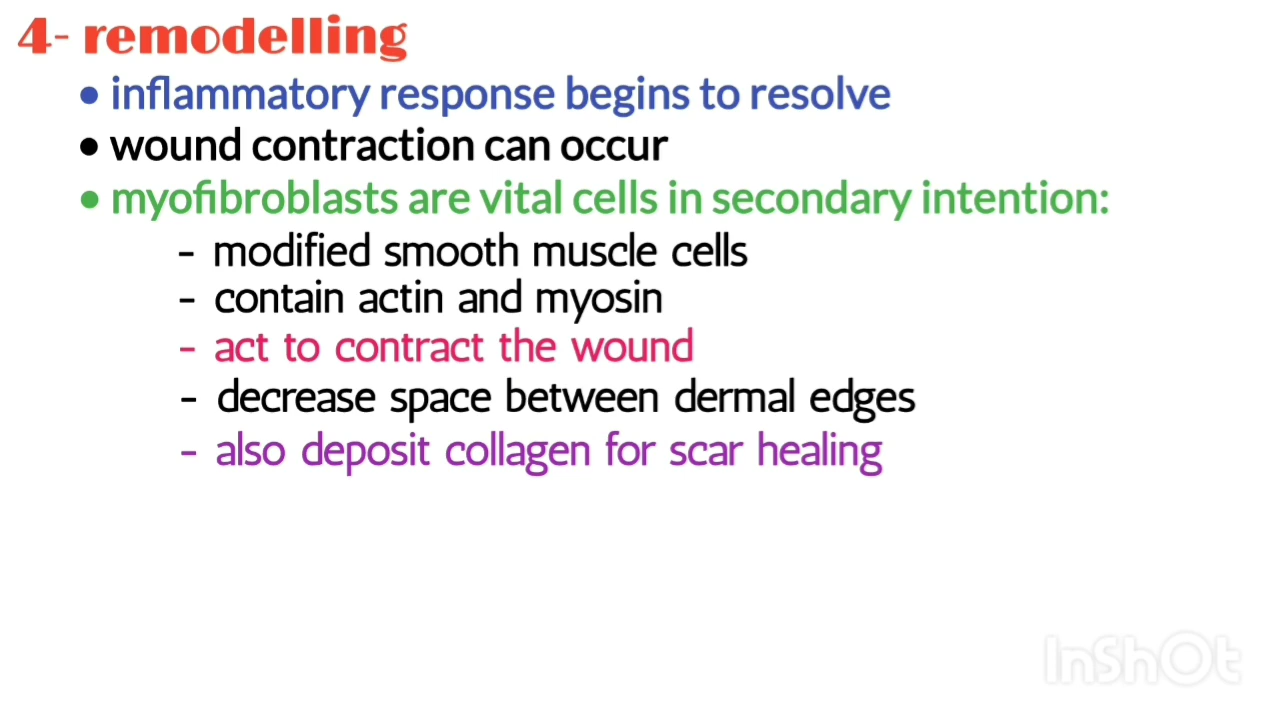 4- remodelling
• inflammatory response begins to resolve
• wound contraction can occur
• myofibroblasts are vital cells in secondary intention:
- modified smooth muscle cells
- contain actin and myosin
- act to contract the wound
- decrease space between dermal edges
- also deposit collagen for scar healing
InShOt